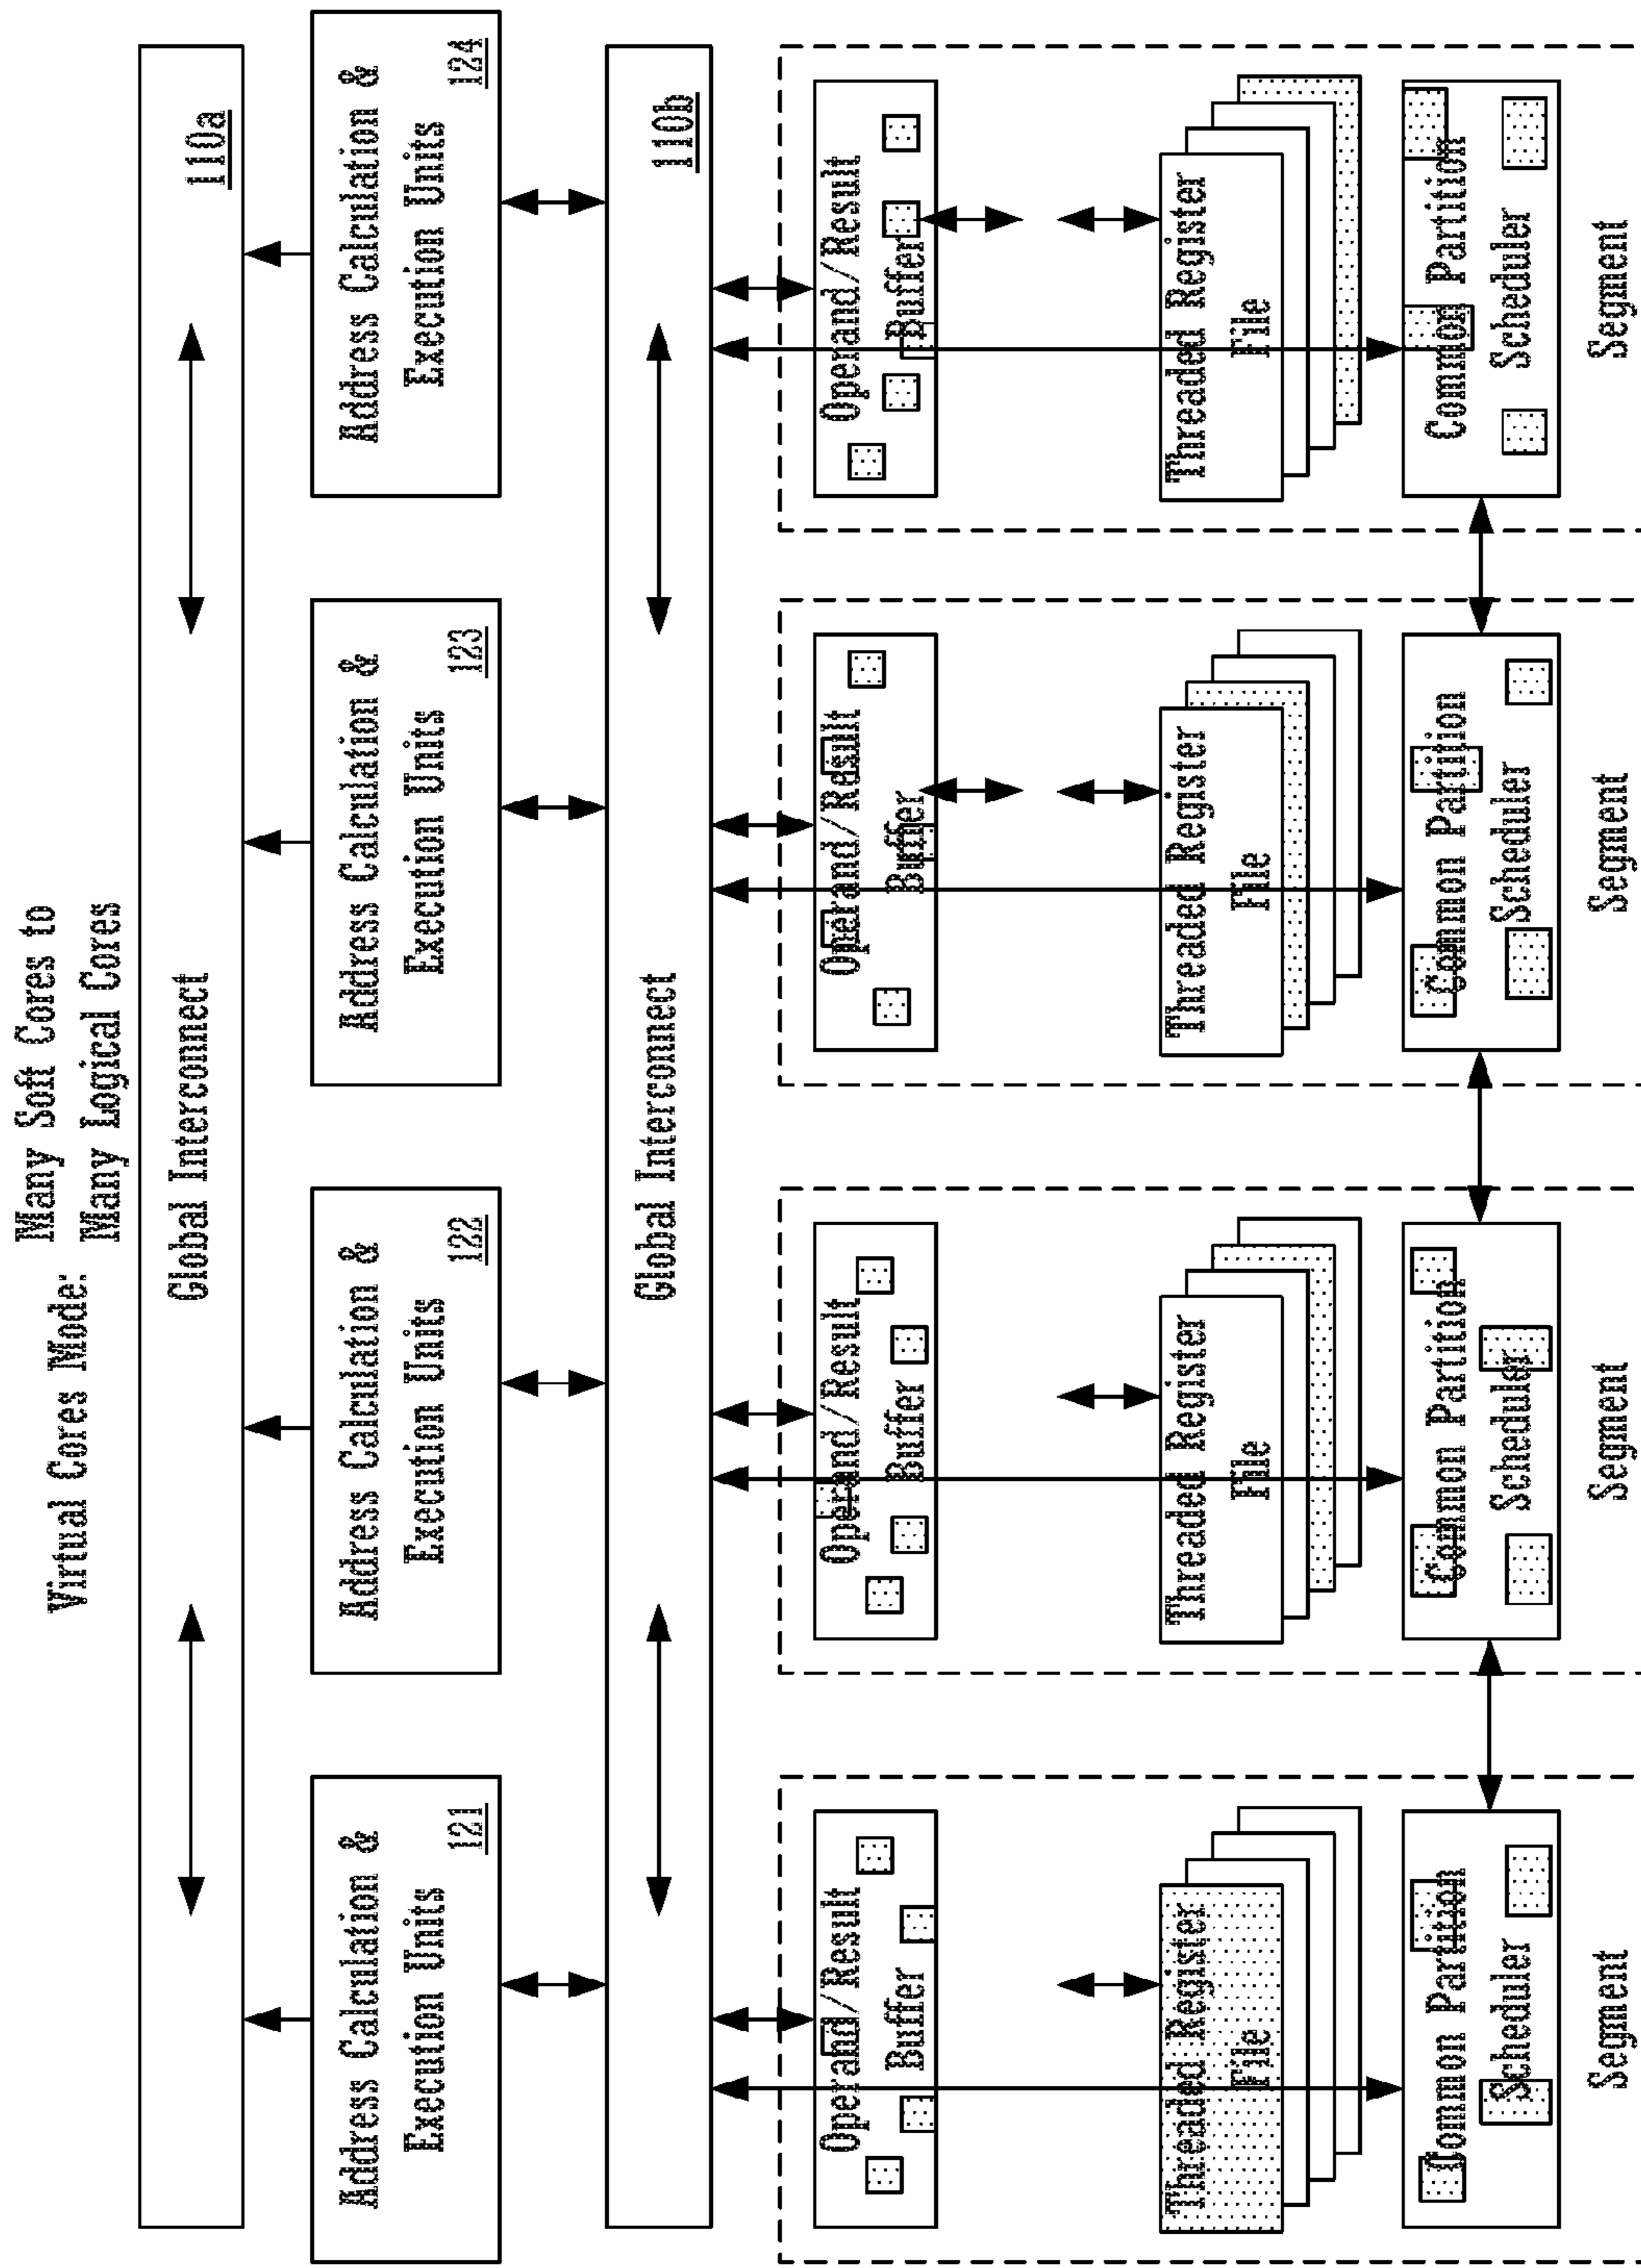 Virtual Cores Mode:
Many Soft Cores to
Many Logical Cores
Global Interconnect
110a
Address Calculation &
Execution Units
121
Address Calculation &
Execution Units
122
Address Calculation &
Execution Units
123
Address Calculation &
Execution Units
124
Global Interconnect
110b
Operand/Result
Buffer
Operand/Result
Buffer
Operand/Result
Buffer
Operand/Result
Buffer
Threaded Register
File
Threaded Register
File
Threaded Register
File
Threaded Register
File
Common Partition
Scheduler
Common Partition
Scheduler
Common Partition
Scheduler
Common Partition
Scheduler
Segment
Segment
Segment
Segment